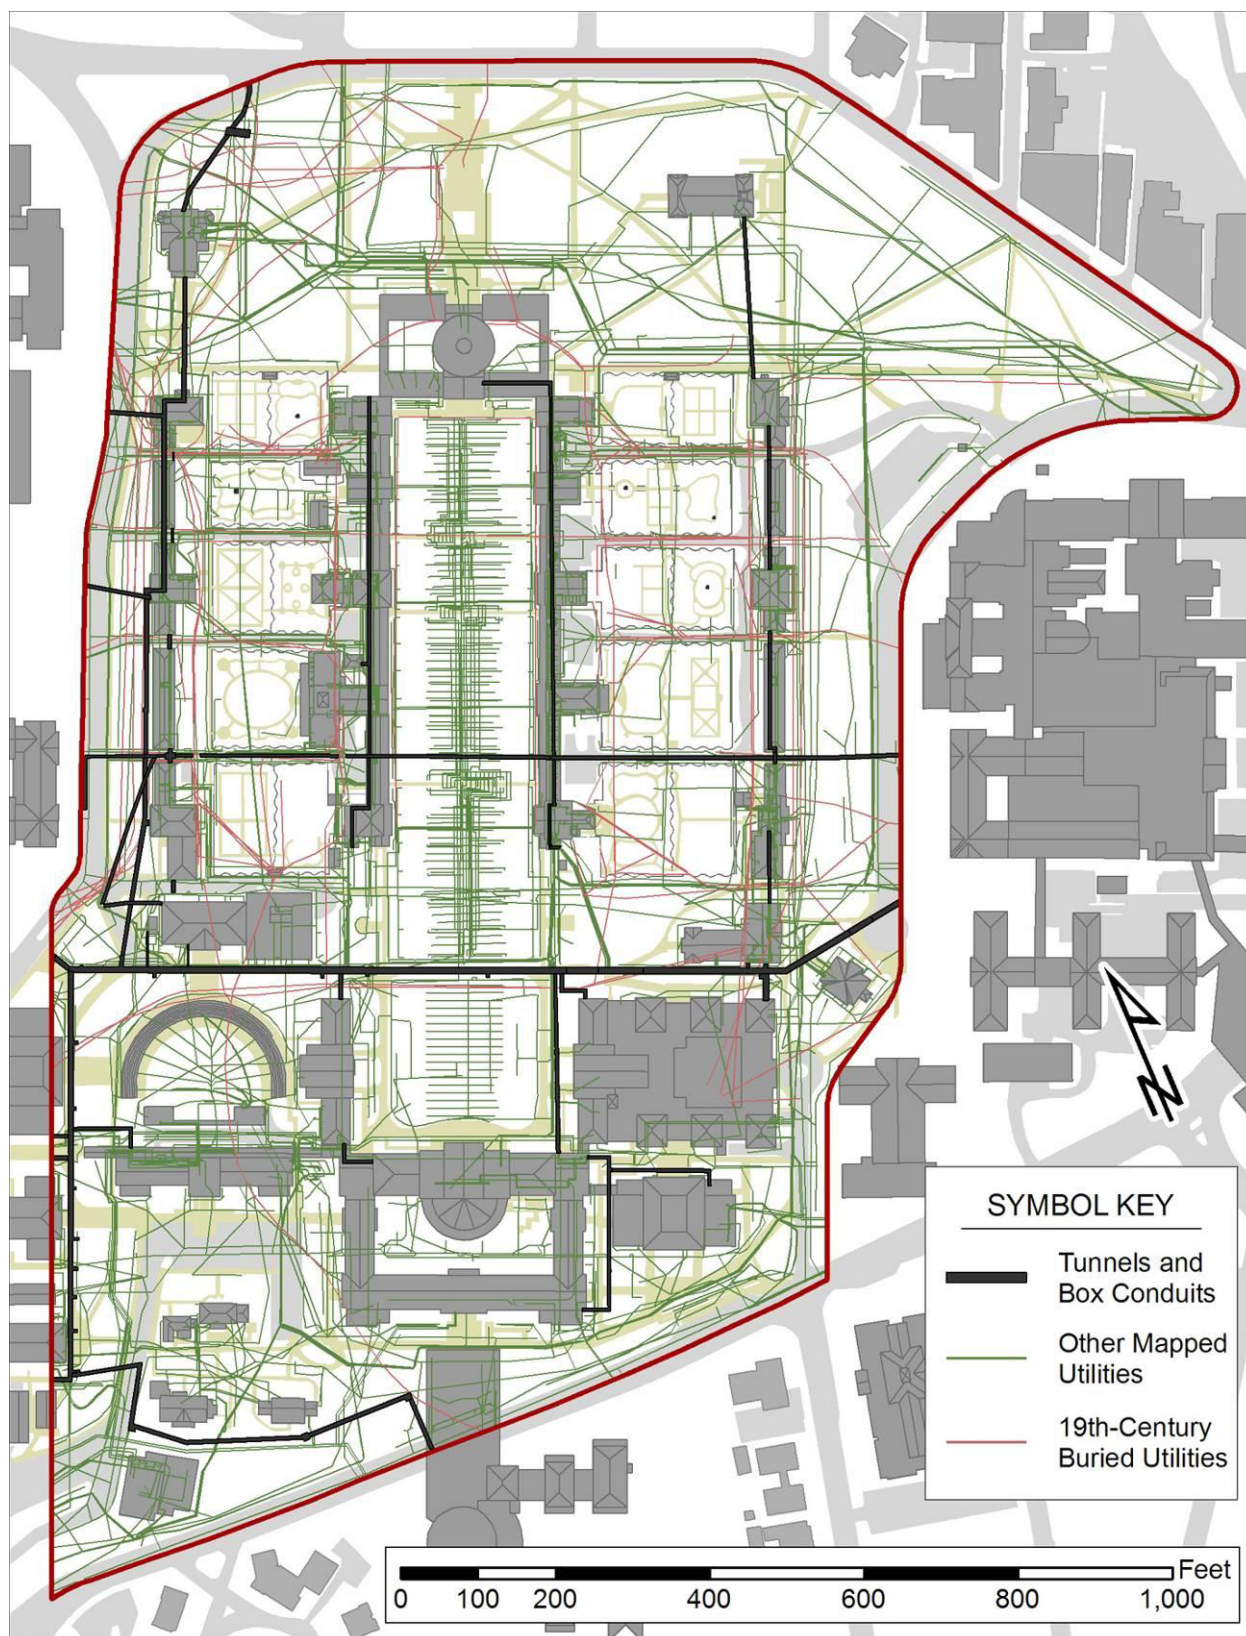 N
SYMBOL KEY
Tunnels and
Box Conduits
Other Mapped
Utilities
19th-Century
Buried Utilities
Feet
0 100 200 400 600 800 1,000